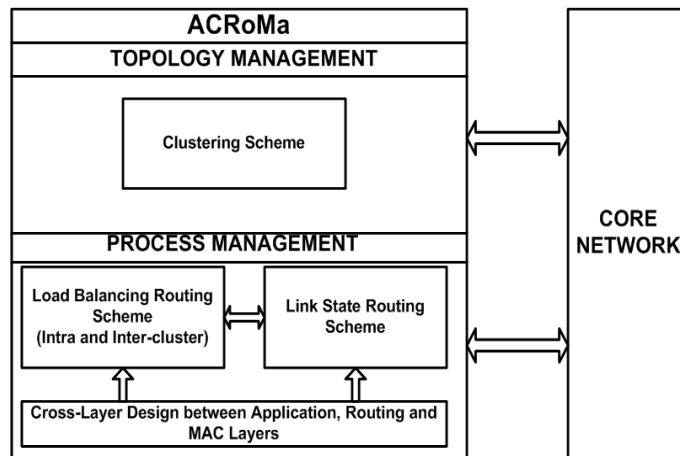 ACRoMa
TOPOLOGY MANAGEMENT
Clustering Scheme
PROCESS MANAGEMENT
Load Balancing Routing
Scheme
(Intra and Inter-cluster)
Link State Routing
Scheme
Cross-Layer Design between Application, Routing and
MAC Layers
CORE
NETWORK